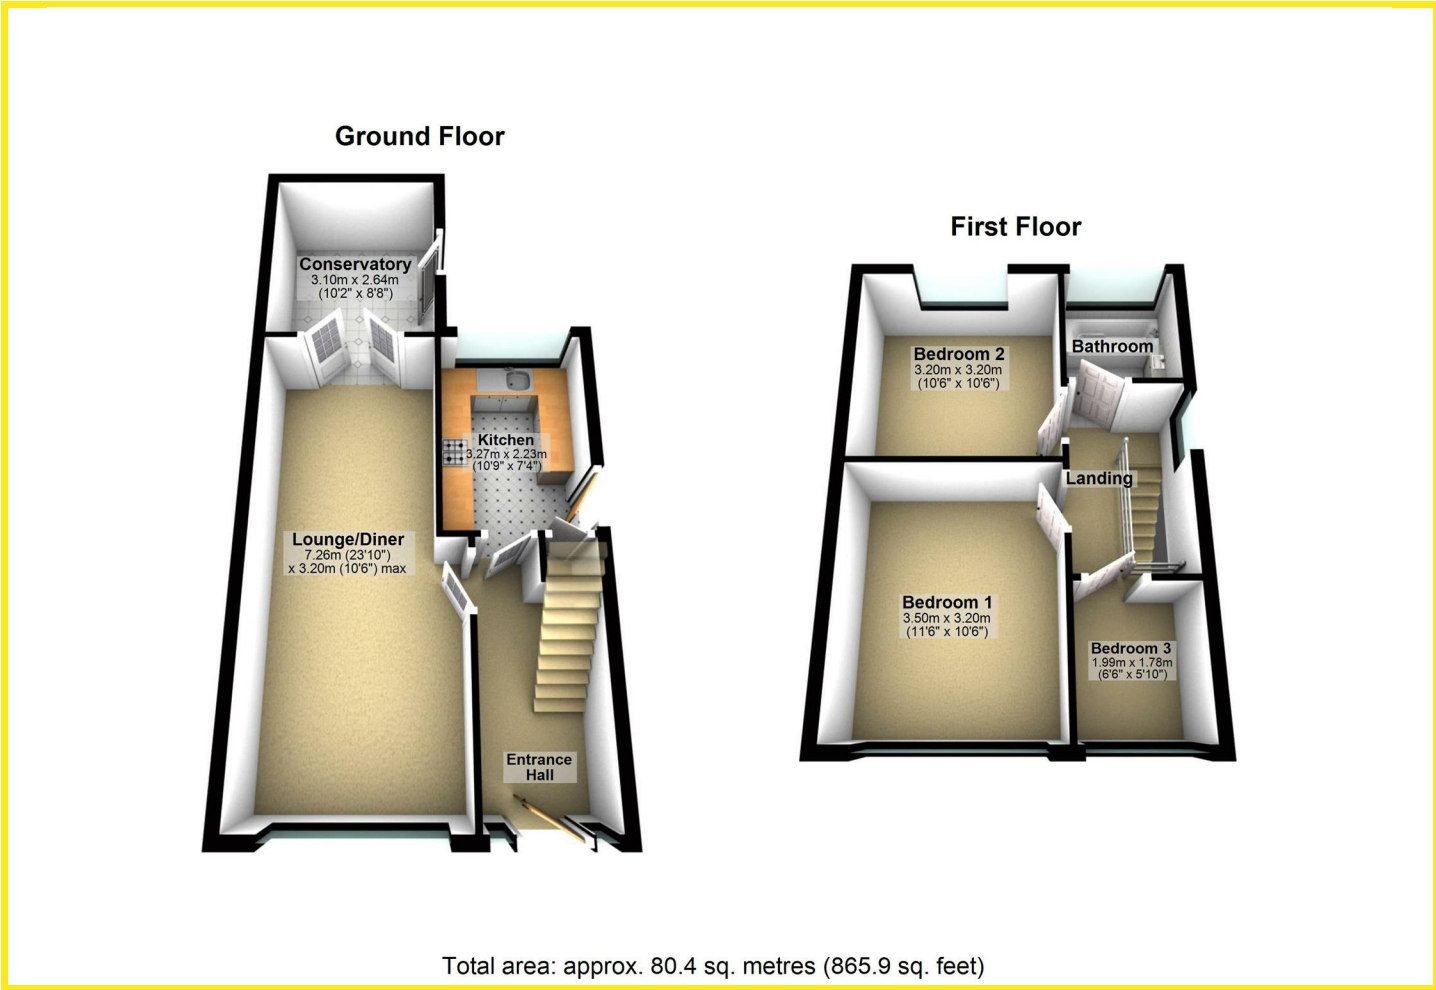 Ground Floor
Conservatory
3.10m x 2.64m
(10'2" x 8'8")
Kitchen
3.27m x 2.23m
(10'9" x 7'4")
Lounge/Diner
7.26m (23'10")
x 3.20m (10'6") max
Entrance
Hall
First Floor
Bedroom 2
3.20m x 3.20m
(10'6" x 10'6")
Bathroom
Landing
Bedroom 1
3.50m x 3.20m
(11'6" x 10'6")
Bedroom 3
1.99m x 1.78m
(6'6" x 5'10")
Total area: approx. 80.4 sq. metres (865.9 sq. feet)